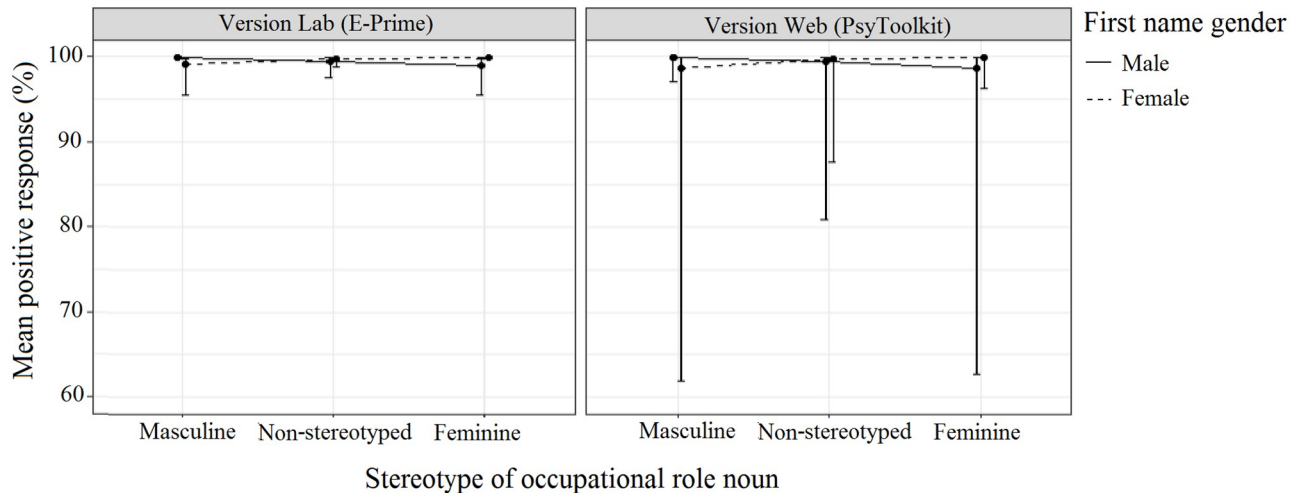 Version Lab (E-Prime)
Version Web (PsyToolkit)
First name gender
Male
Female
Mean positive response (%)
100
90
80
70
60
Masculine
Non-stereotyped
Feminine
Masculine
Non-stereotyped
Feminine
Stereotype of occupational role noun